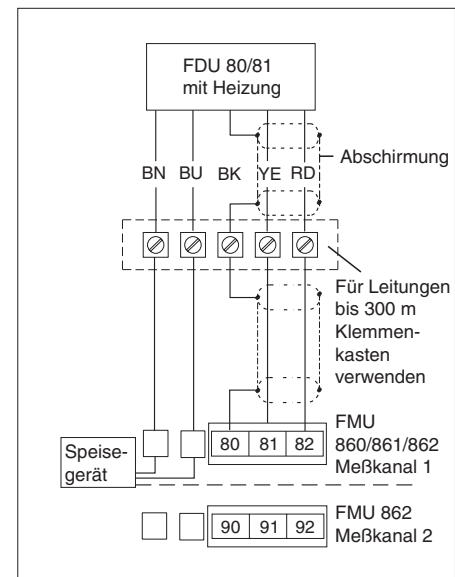 FDU 80/81
mit Heizung
Abschirmung
BN BU BK YE RD
Für Leitungen
bis 300 m
Klemmen-
kasten
verwenden
FMU
860/861/862
Meßkanal 1
80 81 82
Speise-
gerät
FMU 862
Meßkanal 2
90 91 92